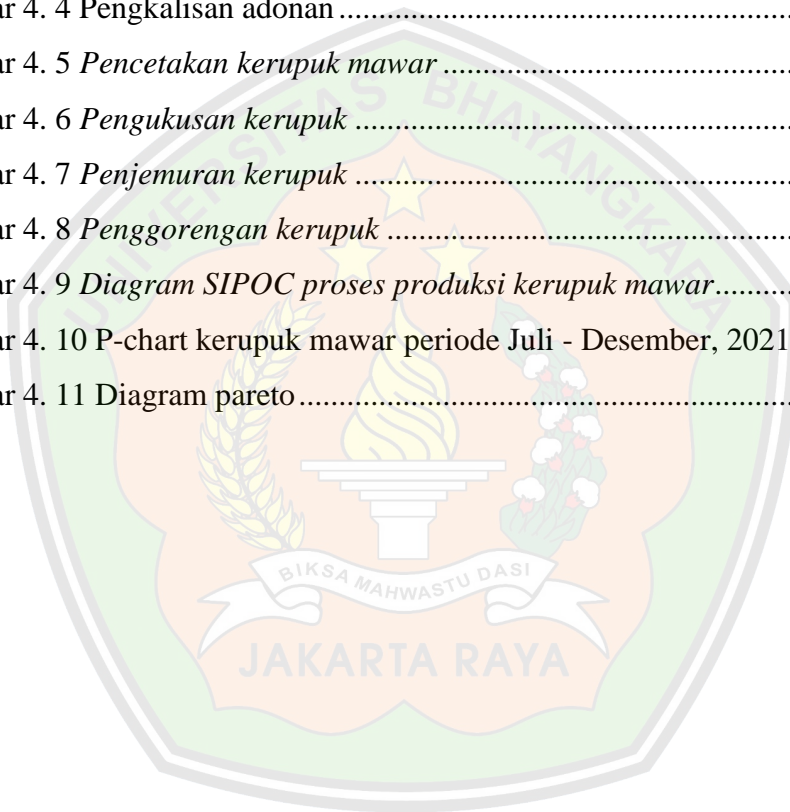 ar 4. 4 Pengkalisan adonan ....................................................................
ar 4. 5 Pencetakan kerupuk mawar ....................................................
ar 4. 6 Pengukusan kerupuk ................................................................
ar 4. 7 Penjemuran kerupuk ................................................................
ar 4. 8 Penggorengan kerupuk ............................................................
ar 4. 9 Diagram SIPOC proses produksi kerupuk mawar..........
ar 4. 10 P-chart kerupuk mawar periode Juli - Desember, 2021
ar 4. 11 Diagram pareto .......................................................................
UNIVERSITAS BHAYANGKARA
BIKSA MAHWASTU DASI
JAKARTA RAYA